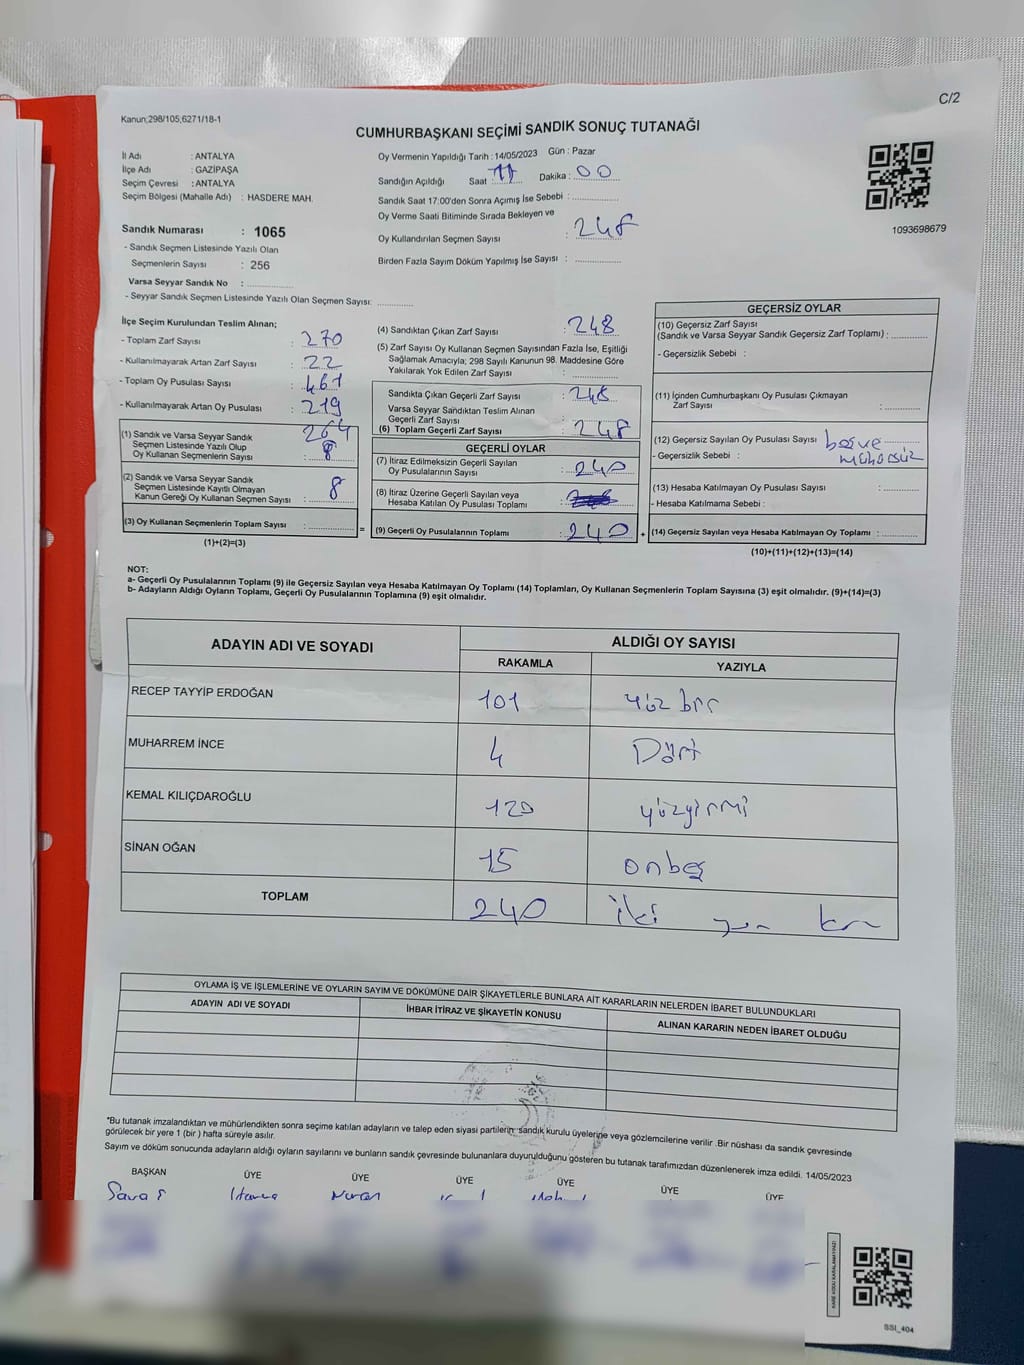 C/2
Kanun;298/105;6271/18-1
CUMHURBAŞKANI SEÇİMİ SANDIK SONUÇ TUTANAĞI
İl Adı : ANTALYA
İlçe Adı : GAZİPAŞA
Seçim Çevresi : ANTALYA
Seçim Bölgesi (Mahalle Adı) : HASDERE MAH.
Sandık Numarası : 1065
- Sandık Seçmen Listesinde Yazılı Olan
Seçmenlerin Sayısı : 256
Varsa Seyyar Sandık No :
- Seyyar Sandık Seçmen Listesinde Yazılı Olan Seçmen Sayısı:
Oy Vermenin Yapıldığı Tarih : 14/05/2023 Gün : Pazar
Sandığın Açıldığı Saat 11 Dakika : 00
Sandık Saat 17:00'den Sonra Açımış İse Sebebi :
Oy Verme Saati Bitiminde Sırada Bekleyen ve
Oy Kullandırılan Seçmen Sayısı : 248
Birden Fazla Sayım Döküm Yapılmış İse Sayısı :
1093698679
İlçe Seçim Kurulundan Teslim Alınan;
- Toplam Zarf Sayısı : 270
- Kullanılmayarak Artan Zarf Sayısı : 22
- Toplam Oy Pusulası Sayısı : 467
- Kullanılmayarak Artan Oy Pusulası : 219
(1) Sandık ve Varsa Seyyar Sandık 264
Seçmen Listesinde Yazılı Olup
Oy Kullanan Seçmenlerin Sayısı : 8
(2) Sandık ve Varsa Seyyar Sandık
Seçmen Listesinde Kayıtlı Olmayan
Kanun Gereği Oy Kullanan Seçmen Sayısı : 8
(3) Oy Kullanan Seçmenlerin Toplam Sayısı : =
(1)+(2)=(3)
(4) Sandıktan Çıkan Zarf Sayısı : 248
(5) Zarf Sayısı Oy Kullanan Seçmen Sayısından Fazla İse, Eşitliği
Sağlamak Amacıyla; 298 Sayılı Kanunun 98. Maddesine Göre
Yakılarak Yok Edilen Zarf Sayısı :
Sandıkta Çıkan Geçerli Zarf Sayısı : 248
Varsa Seyyar Sandıktan Teslim Alınan
Geçerli Zarf Sayısı :
(6) Toplam Geçerli Zarf Sayısı : 248
GEÇERLİ OYLAR
(7) İtiraz Edilmeksizin Geçerli Sayılan
Oy Pusulalarının Sayısı : 240
(8) İtiraz Üzerine Geçerli Sayılan veya
Hesaba Katılan Oy Pusulası Toplamı :
(9) Geçerli Oy Pusulalarının Toplamı : 240 +
GEÇERSİZ OYLAR
(10) Geçersiz Zarf Sayısı
(Sandık ve Varsa Seyyar Sandık Geçersiz Zarf Toplamı) :
- Geçersizlik Sebebi :
(11) İçinden Cumhurbaşkanı Oy Pusulası Çıkmayan
Zarf Sayısı :
(12) Geçersiz Sayılan Oy Pusulası Sayısı : boş ve
- Geçersizlik Sebebi : mühürsüz
(13) Hesaba Katılmayan Oy Pusulası Sayısı :
- Hesaba Katılmama Sebebi :
(14) Geçersiz Sayılan veya Hesaba Katılmayan Oy Toplamı :
(10)+(11)+(12)+(13)=(14)
NOT:
a- Geçerli Oy Pusulalarının Toplamı (9) ile Geçersiz Sayılan veya Hesaba Katılmayan Oy Toplamı (14) Toplamları, Oy Kullanan Seçmenlerin Toplam Sayısına (3) eşit olmalıdır. (9)+(14)=(3)
b- Adayların Aldığı Oyların Toplamı, Geçerli Oy Pusulalarının Toplamına (9) eşit olmalıdır.
ADAYIN ADI VE SOYADI ALDIĞI OY SAYISI
RAKAMLA YAZIYLA
RECEP TAYYİP ERDOĞAN 101 yüz bir
MUHARREM İNCE 4 Dört
KEMAL KILIÇDAROĞLU 120 yüzyirmi
SİNAN OĞAN 15 onbeş
TOPLAM 240 iki yüz kırk
OYLAMA İŞ VE İŞLEMLERİNE VE OYLARIN SAYIM VE DÖKÜMÜNE DAİR ŞİKAYETLERLE BUNLARA AİT KARARLARIN NELERDEN İBARET BULUNDUKLARI
ADAYIN ADI VE SOYADI İHBAR İTİRAZ VE ŞİKAYETİN KONUSU ALINAN KARARIN NEDEN İBARET OLDUĞU
*Bu tutanak imzalandıktan ve mühürlendikten sonra seçime katılan adayların ve talep eden siyasi partilerin, sandık kurulu üyelerine veya gözlemcilerine verilir .Bir nüshası da sandık çevresinde
görülecek bir yere 1 (bir ) hafta süreyle asılır.
Sayım ve döküm sonucunda adayların aldığı oyların sayılarını ve bunların sandık çevresinde bulunanlara duyurulduğunu gösteren bu tutanak tarafımızdan düzenlenerek imza edildi. 14/05/2023
BAŞKAN ÜYE ÜYE ÜYE ÜYE ÜYE ÜYE
Savaş Nuran
KARE KODU KARALAMAYINIZ!
SSI_404